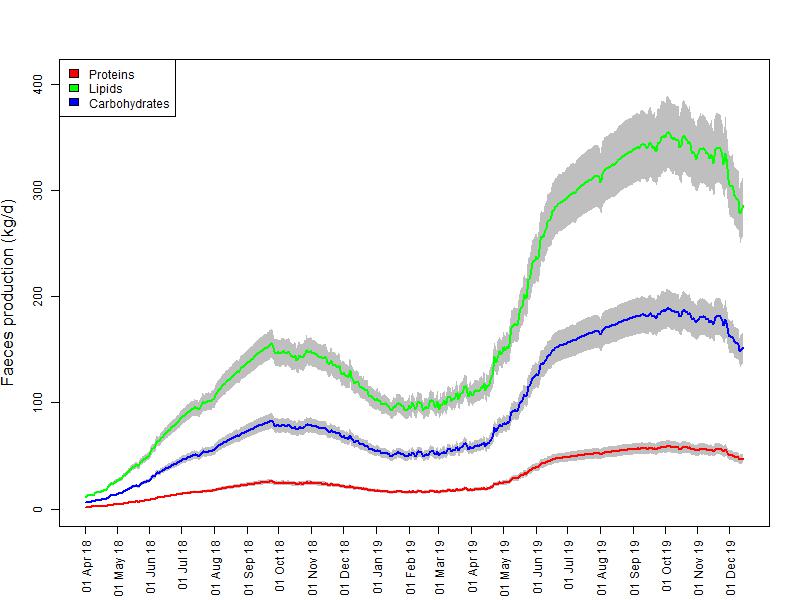 Proteins
Lipids
Carbohydrates
Faeces production (kg/d)
400
300
200
100
0
01 Apr 18
01 May 18
01 Jun 18
01 Jul 18
01 Aug 18
01 Sep 18
01 Oct 18
01 Nov 18
01 Dec 18
01 Jan 19
01 Feb 19
01 Mar 19
01 Apr 19
01 May 19
01 Jun 19
01 Jul 19
01 Aug 19
01 Sep 19
01 Oct 19
01 Nov 19
01 Dec 19